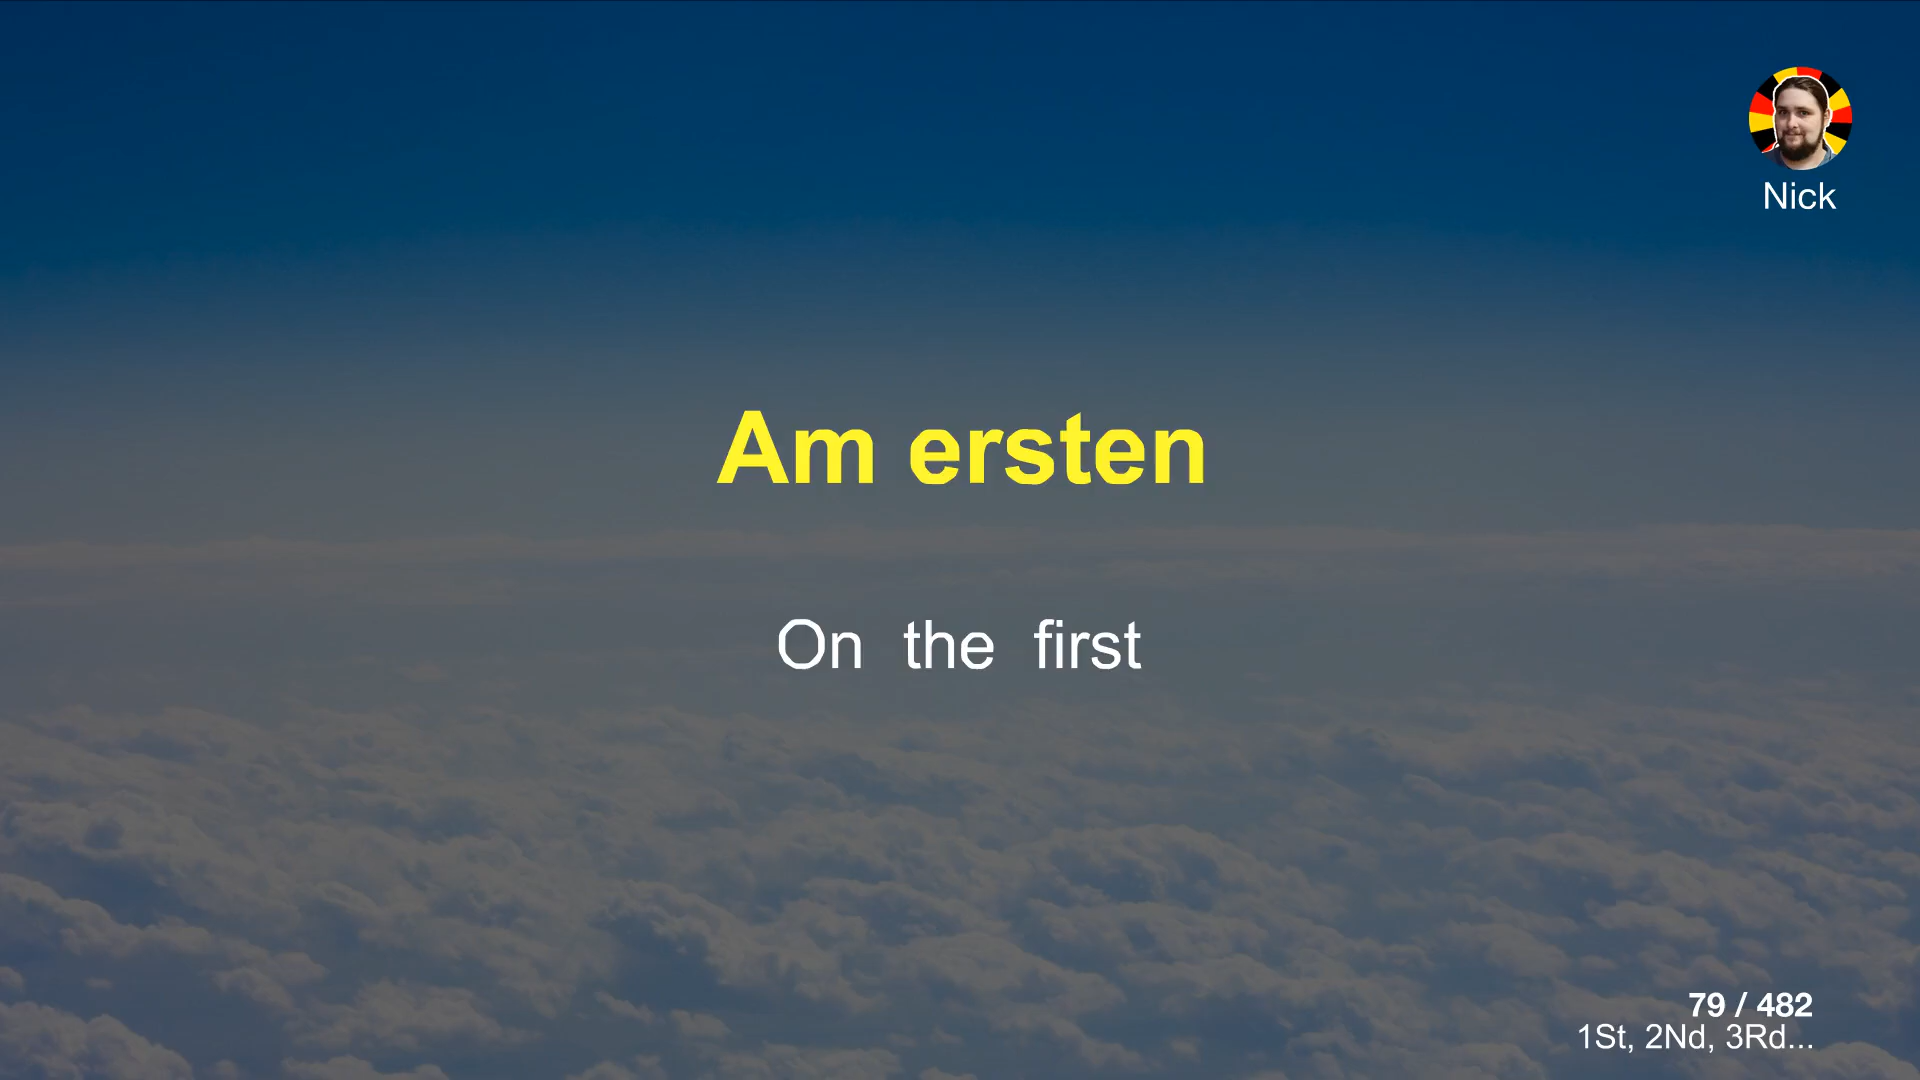 Nick
Am ersten
On the first
79 / 482
1St, 2Nd, 3Rd...